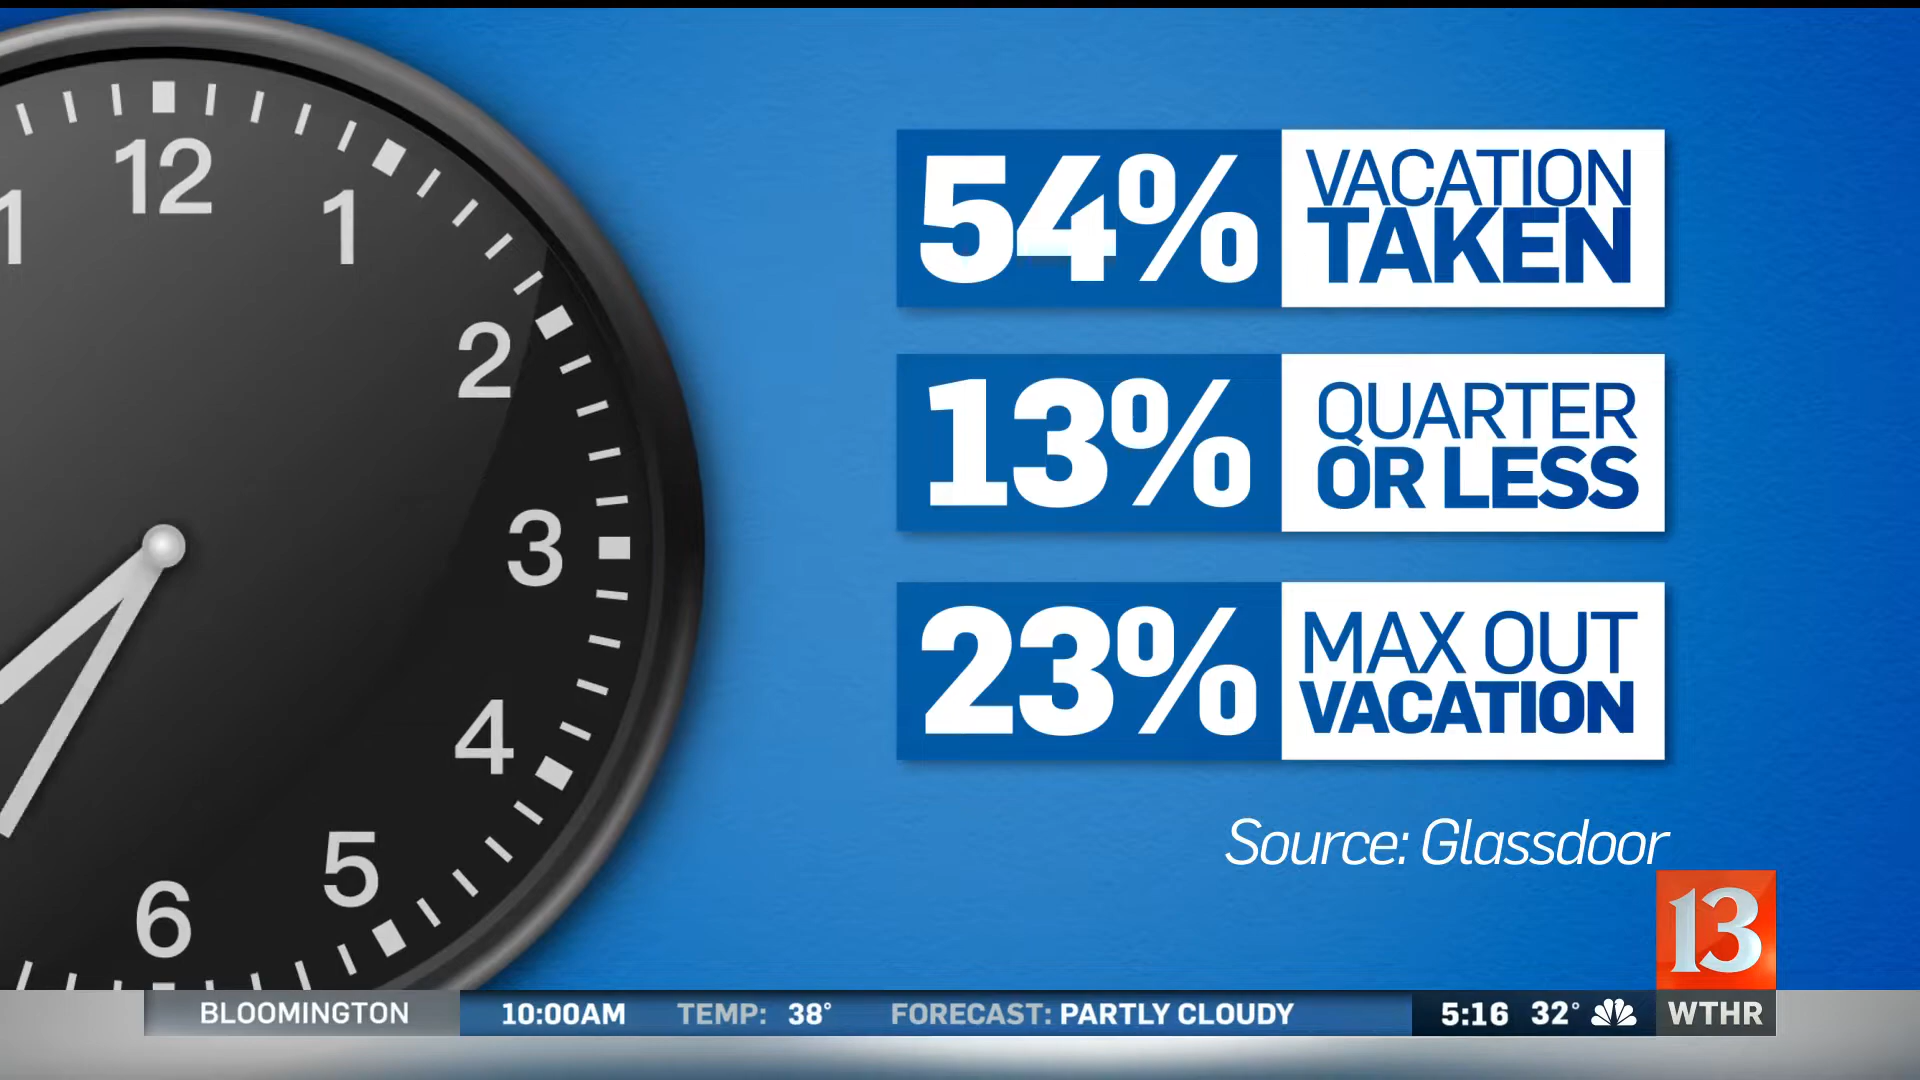 12
1
1
2
3
4
5
6
54% VACATION
TAKEN
13% QUARTER
OR LESS
23% MAX OUT
VACATION
Source: Glassdoor
13
BLOOMINGTON 10:00AM TEMP: 38° FORECAST: PARTLY CLOUDY 5:16 32° WTHR